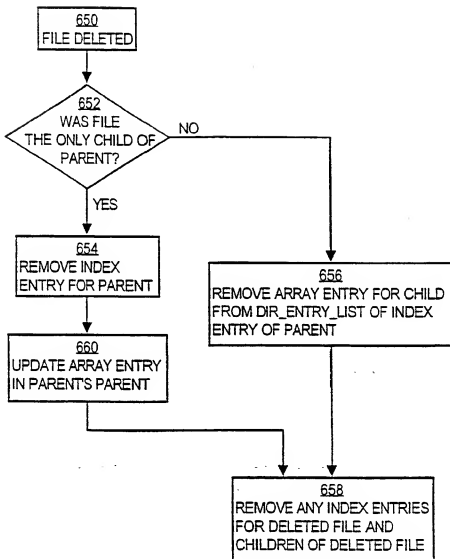 650
FILE DELETED
652
WAS FILE
THE ONLY CHILD OF
PARENT?
NO
YES
654
REMOVE INDEX
ENTRY FOR PARENT
656
REMOVE ARRAY ENTRY FOR CHILD
FROM DIR_ENTRY_LIST OF INDEX
ENTRY OF PARENT
660
UPDATE ARRAY ENTRY
IN PARENT'S PARENT
658
REMOVE ANY INDEX ENTRIES
FOR DELETED FILE AND
CHILDREN OF DELETED FILE